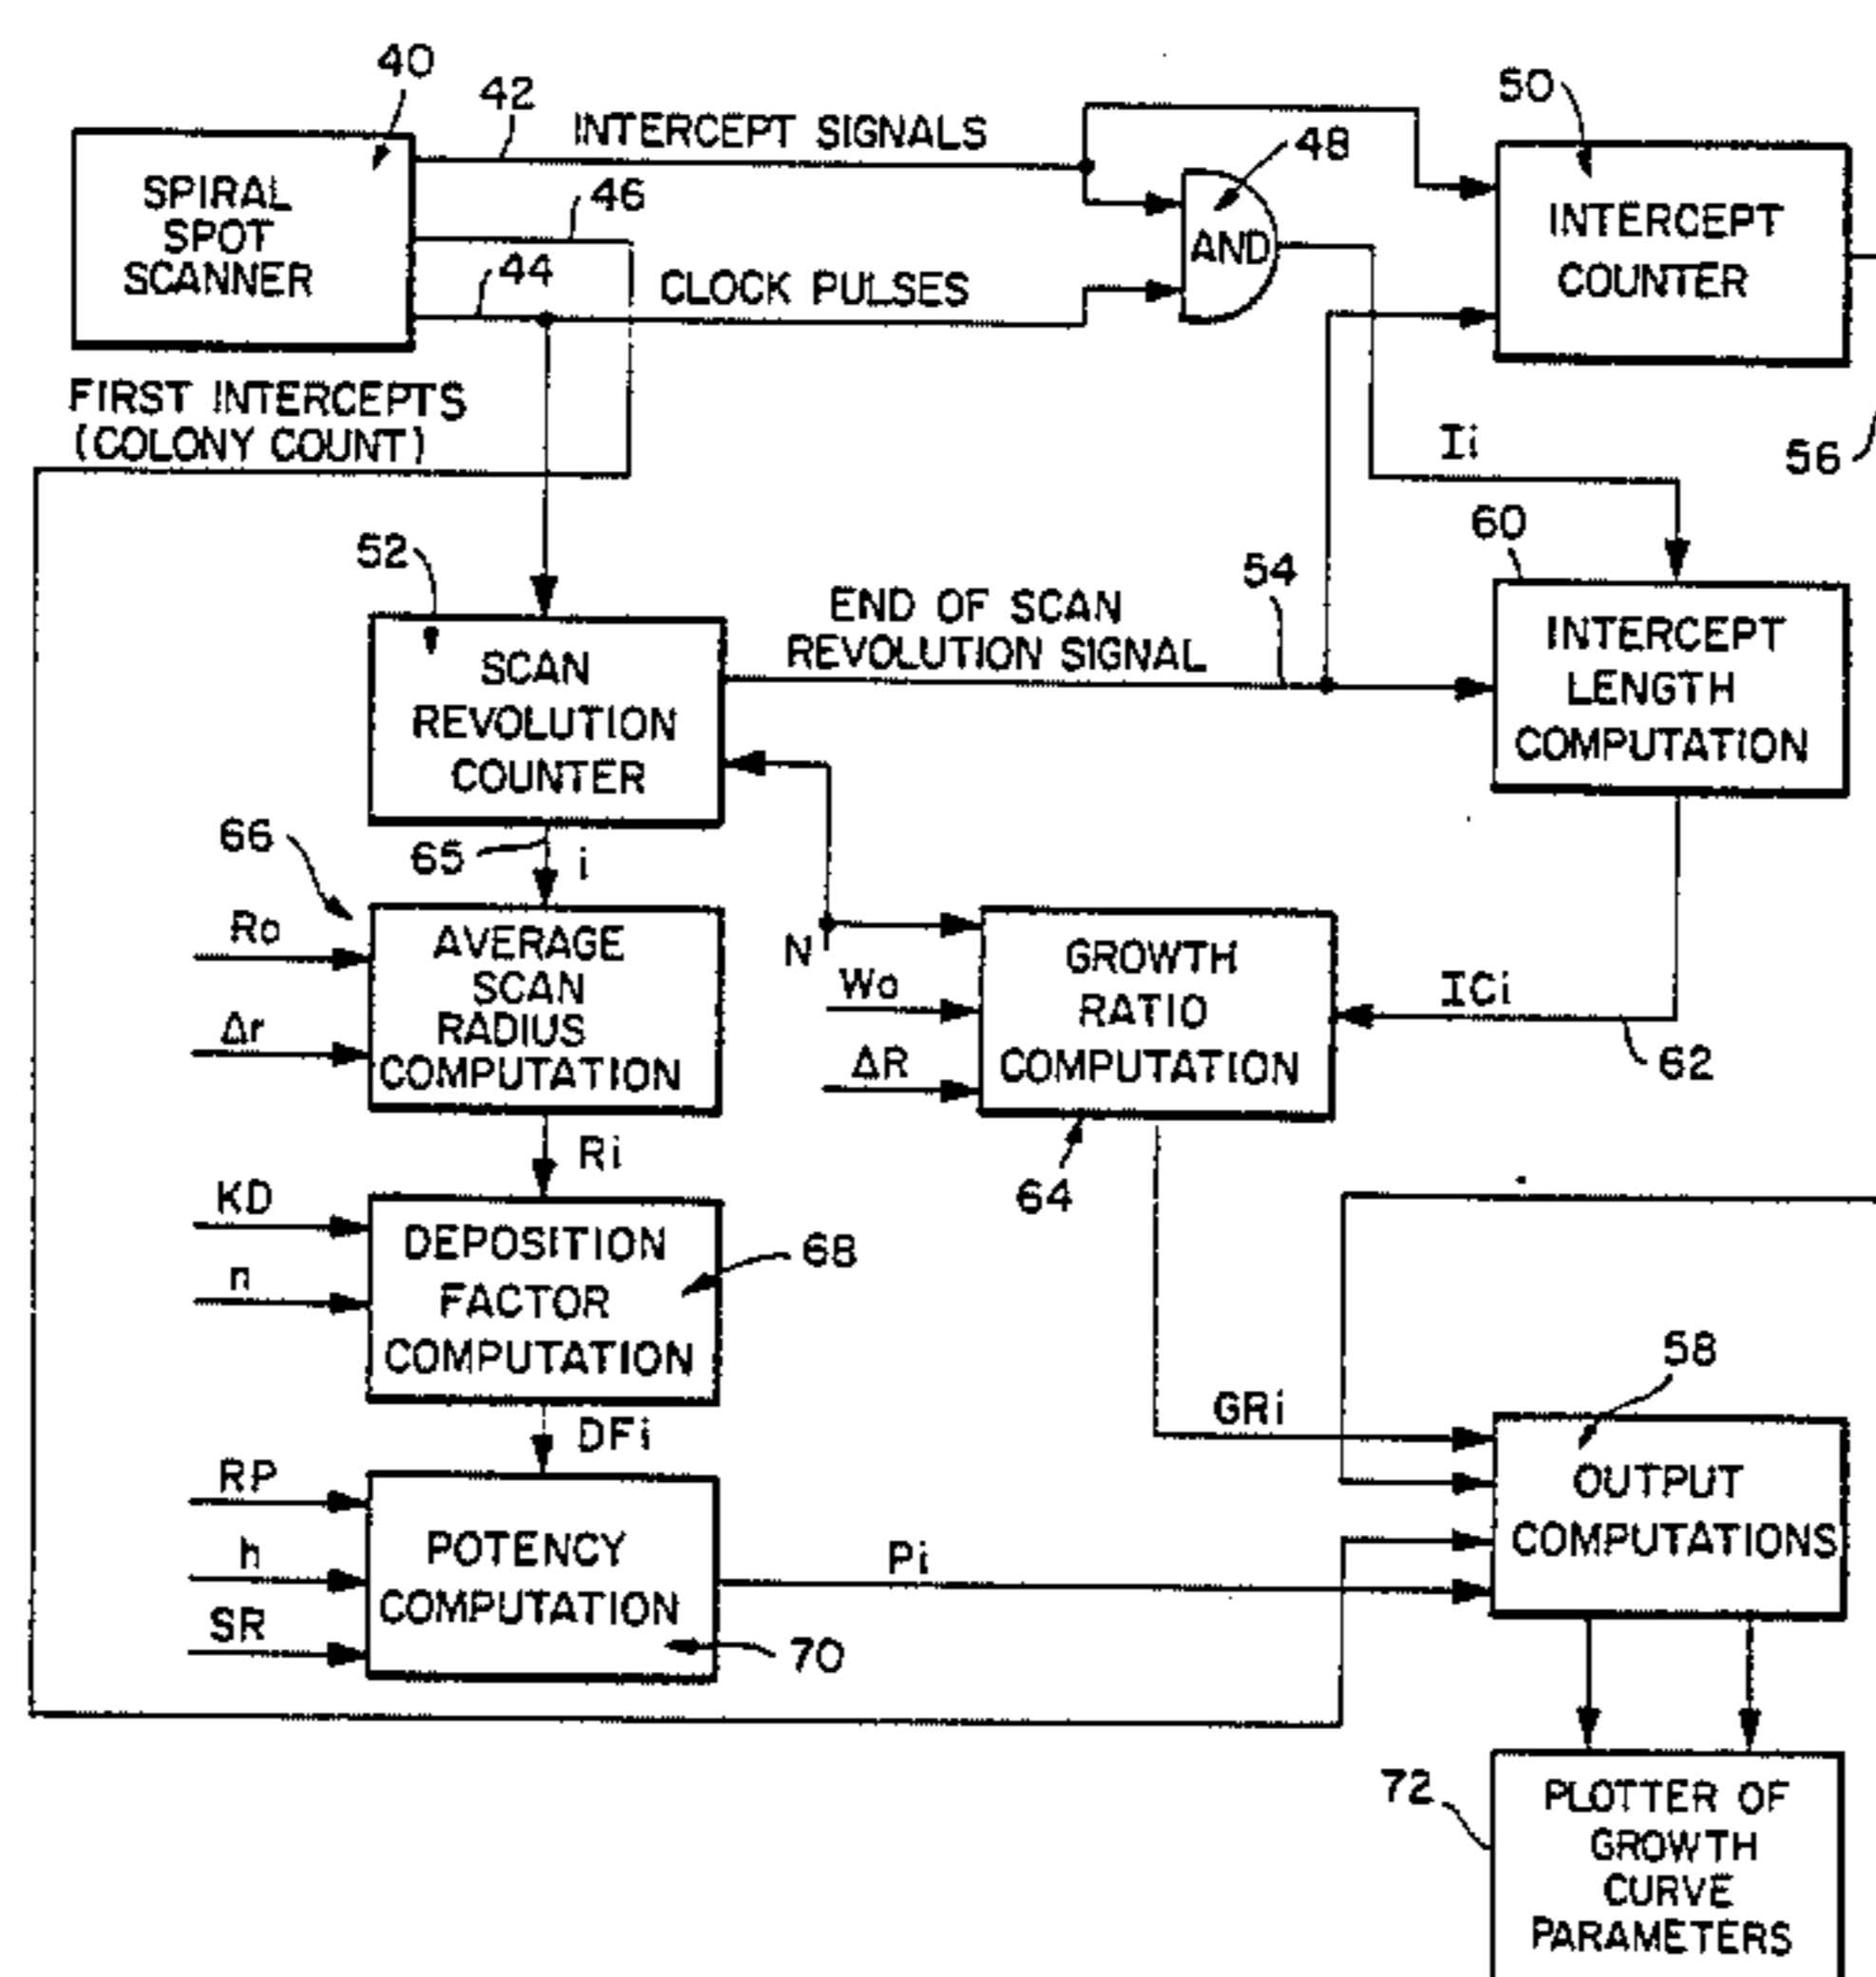 40
42
INTERCEPT SIGNALS
48
50
SPIRAL
SPOT
SCANNER
46
44
CLOCK PULSES
AND
INTERCEPT
COUNTER
56
FIRST INTERCEPTS
(COLONY COUNT)
Ii
60
52
END OF SCAN
REVOLUTION SIGNAL
54
SCAN
REVOLUTION
COUNTER
INTERCEPT
LENGTH
COMPUTATION
65
i
66
Ro
Δr
AVERAGE
SCAN
RADIUS
COMPUTATION
N
Wo
ΔR
GROWTH
RATIO
COMPUTATION
ICi
62
64
Ri
KD
n
DEPOSITION
FACTOR
COMPUTATION
68
DFi
GRi
58
OUTPUT
COMPUTATIONS
RP
h
SR
POTENCY
COMPUTATION
70
Pi
72
PLOTTER OF
GROWTH
CURVE
PARAMETERS